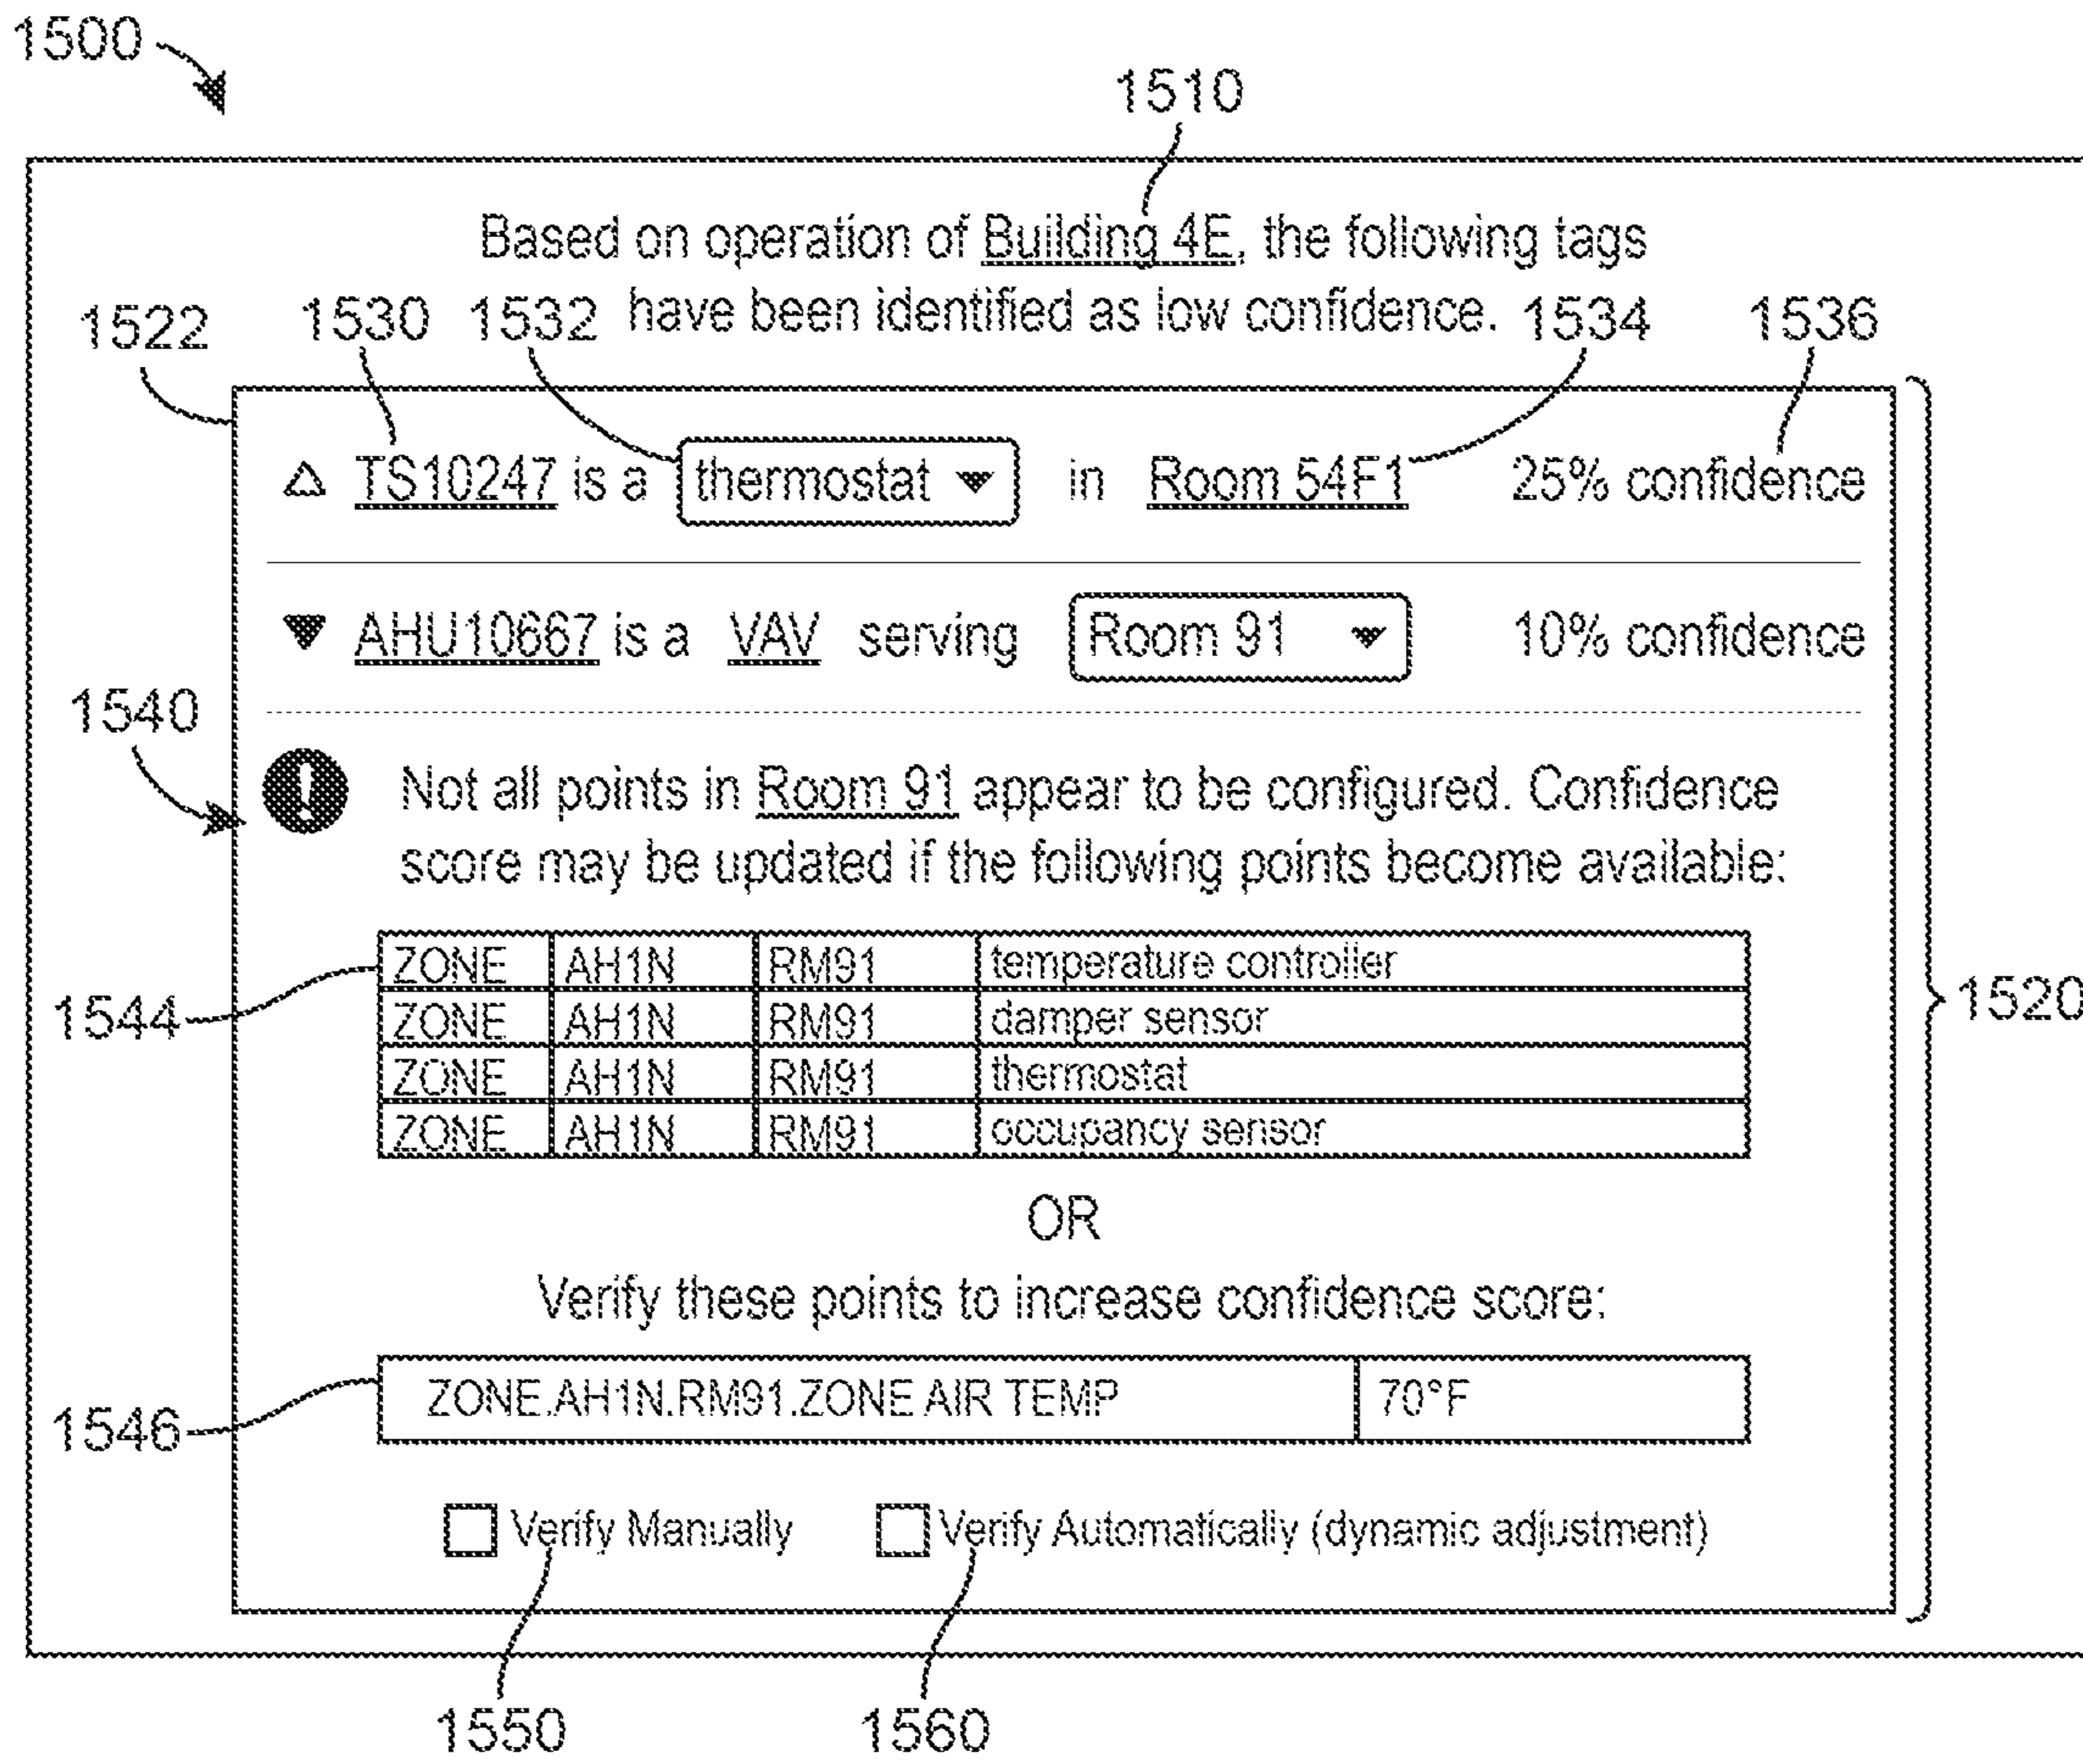 1500
1510
Based on operation of Building 4E, the following tags
have been identified as low confidence.
1522 1530 1532 1534 1536
TS10247 is a thermostat in Room 54F1 25% confidence
AHU10667 is a VAV serving Room 91 10% confidence
1540
! Not all points in Room 91 appear to be configured. Confidence
score may be updated if the following points become available:
ZONE AH1N RM91 temperature controller
ZONE AH1N RM91 damper sensor
ZONE AH1N RM91 thermostat
ZONE AH1N RM91 occupancy sensor
1544
1520
OR
Verify these points to increase confidence score:
ZONE.AH1N.RM91.ZONE AIR TEMP 70°F
1546
Verify Manually Verify Automatically (dynamic adjustment)
1550 1560